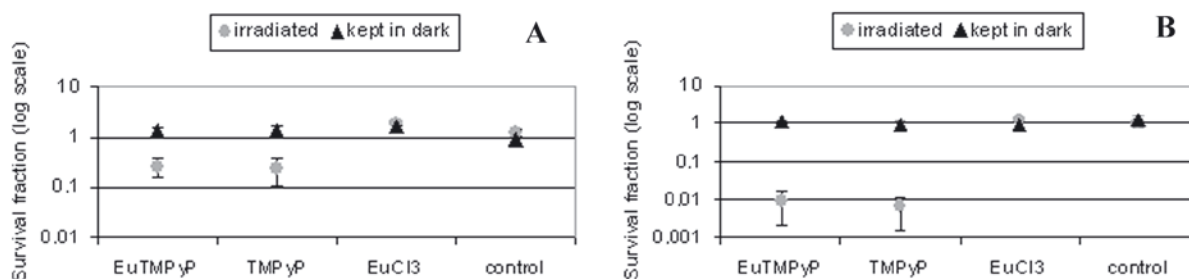 irradiated kept in dark A
Survival fraction (log scale)
10
1
0.1
0.01
EuTMPyP TMPyP EuCl3 control
irradiated kept in dark B
Survival fraction (log scale)
10
1
0.1
0.01
0.001
EuTMPyP TMPyP EuCl3 control